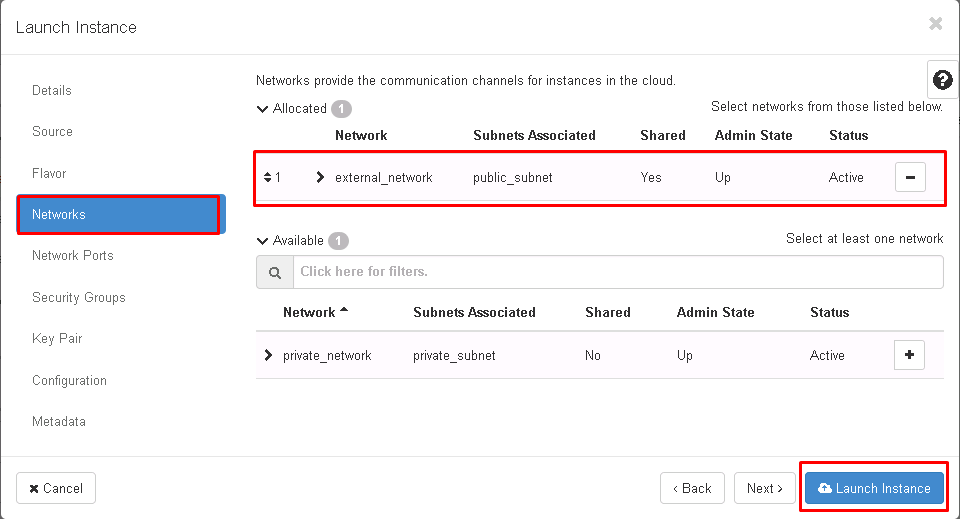 Launch Instance
×
Details
Source
Flavor
Networks
Network Ports
Security Groups
Key Pair
Configuration
Metadata
Networks provide the communication channels for instances in the cloud.
?
Allocated 1
Select networks from those listed below.
Network Subnets Associated Shared Admin State Status
1 external_network public_subnet Yes Up Active
Available 1
Select at least one network
Click here for filters.
Network Subnets Associated Shared Admin State Status
private_network private_subnet No Up Active
× Cancel
‹ Back
Next ›
Launch Instance